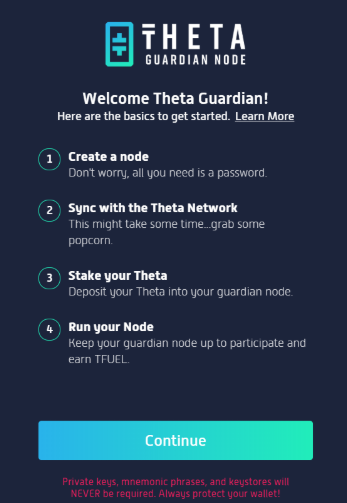 THETA
GUARDIAN NODE
Welcome Theta Guardian!
Here are the basics to get started. Learn More
1 Create a node
Don't worry, all you need is a password.
2 Sync with the Theta Network
This might take some time...grab some
popcorn.
3 Stake your Theta
Deposit your Theta into your guardian node.
4 Run your Node
Keep your guardian node up to participate and
earn TFUEL.
Continue
Private keys, mnemonic phrases, and keystores will
NEVER be required. Always protect your wallet!